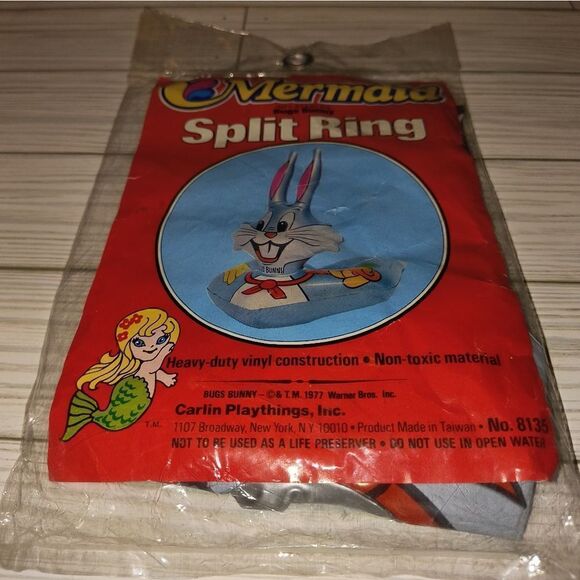 Mermaid
Bugs Bunny
Split Ring
BUNNY
Heavy-duty vinyl construction • Non-toxic material
BUGS BUNNY — © & T.M. 1977 Warner Bros. Inc.
Carlin Playthings, Inc.
T.M.
1107 Broadway, New York, N.Y. 10010 • Product Made in Taiwan • No. 8135
NOT TO BE USED AS A LIFE PRESERVER • DO NOT USE IN OPEN WATER